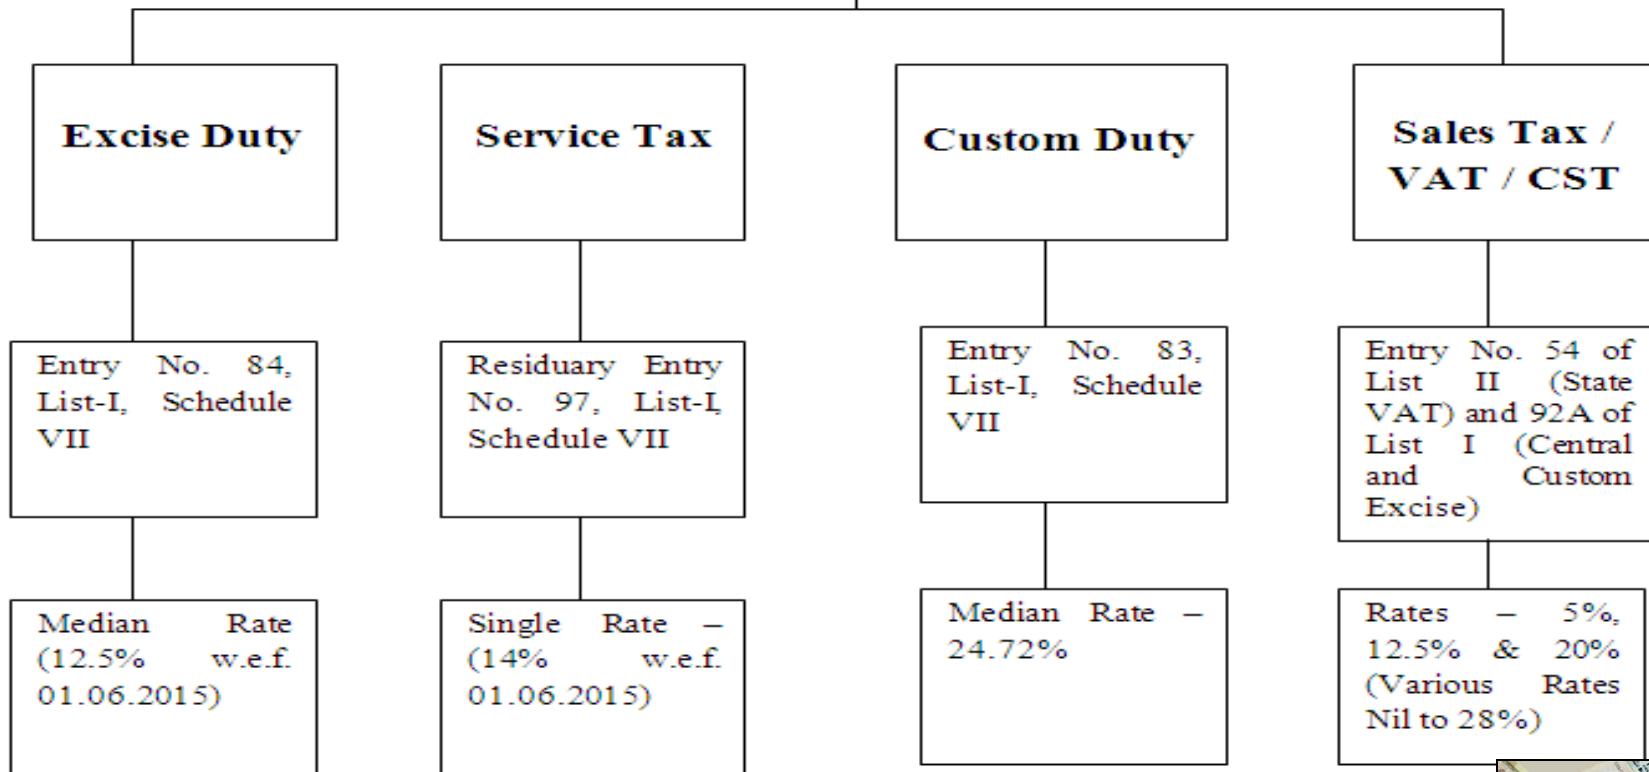 Excise Duty
Service Tax
Custom Duty
Sales Tax /
VAT / CST
Entry No. 84,
List-I, Schedule
VII
Residuary Entry
No. 97, List-I,
Schedule VII
Entry No. 83,
List-I, Schedule
VII
Entry No. 54 of
List II (State
VAT) and 92A of
List I (Central
and Custom
Excise)
Median Rate
(12.5% w.e.f.
01.06.2015)
Single Rate –
(14% w.e.f.
01.06.2015)
Median Rate –
24.72%
Rates – 5%,
12.5% & 20%
(Various Rates
Nil to 28%)